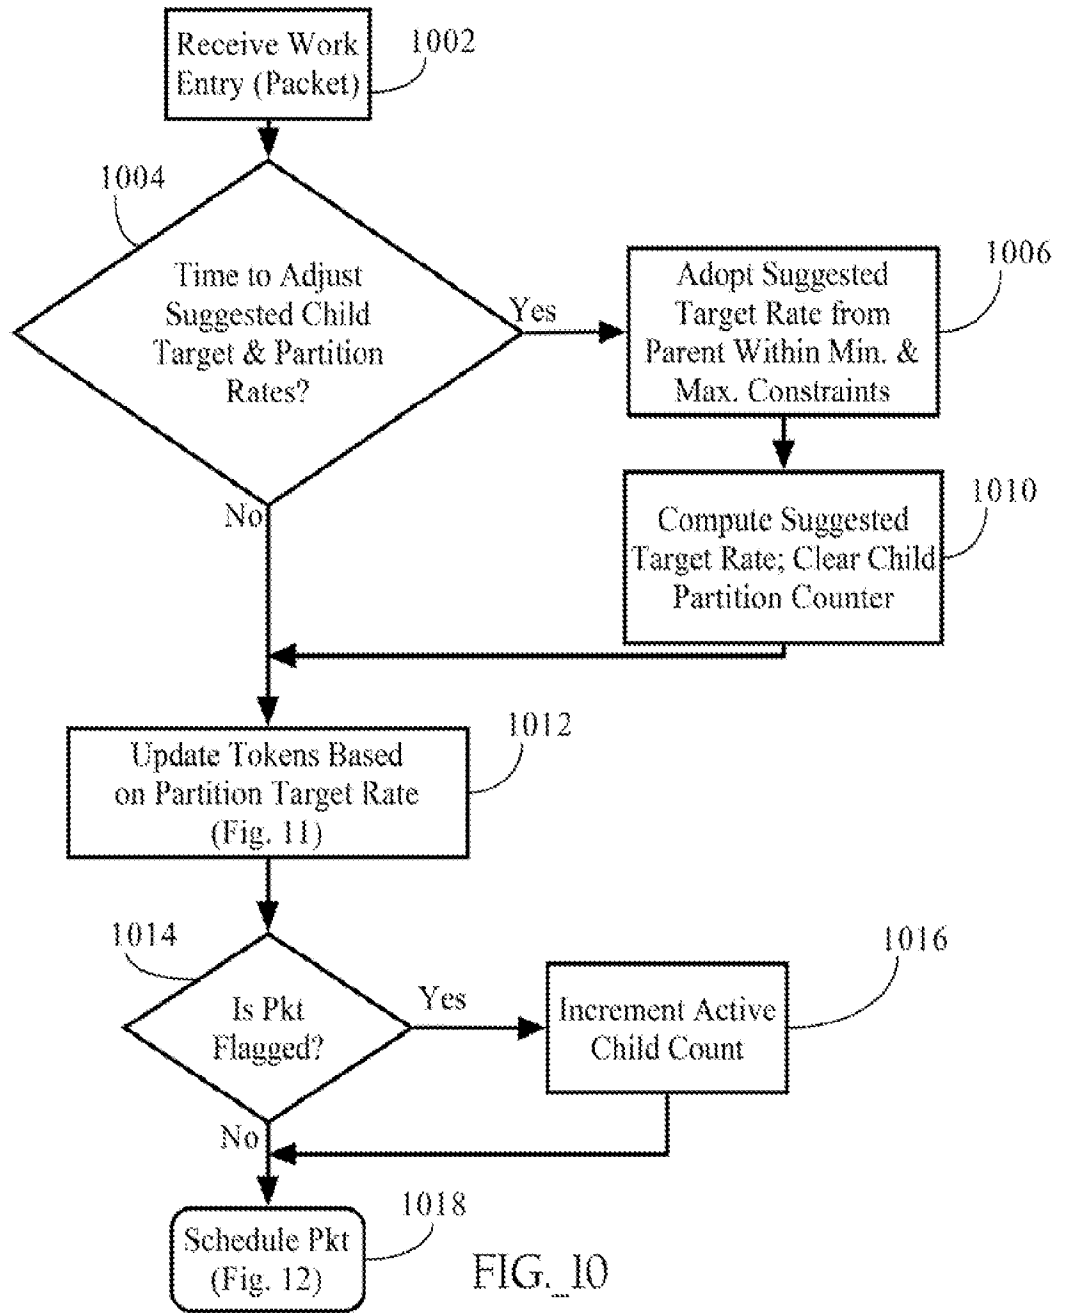 Receive Work
Entry (Packet)
1002
1004
Time to Adjust
Suggested Child
Target & Partition
Rates?
Yes
No
Adopt Suggested
Target Rate from
Parent Within Min. &
Max. Constraints
1006
Compute Suggested
Target Rate; Clear Child
Partition Counter
1010
Update Tokens Based
on Partition Target Rate
(Fig. 11)
1012
1014
Is Pkt
Flagged?
Yes
No
Increment Active
Child Count
1016
Schedule Pkt
(Fig. 12)
1018
FIG._10